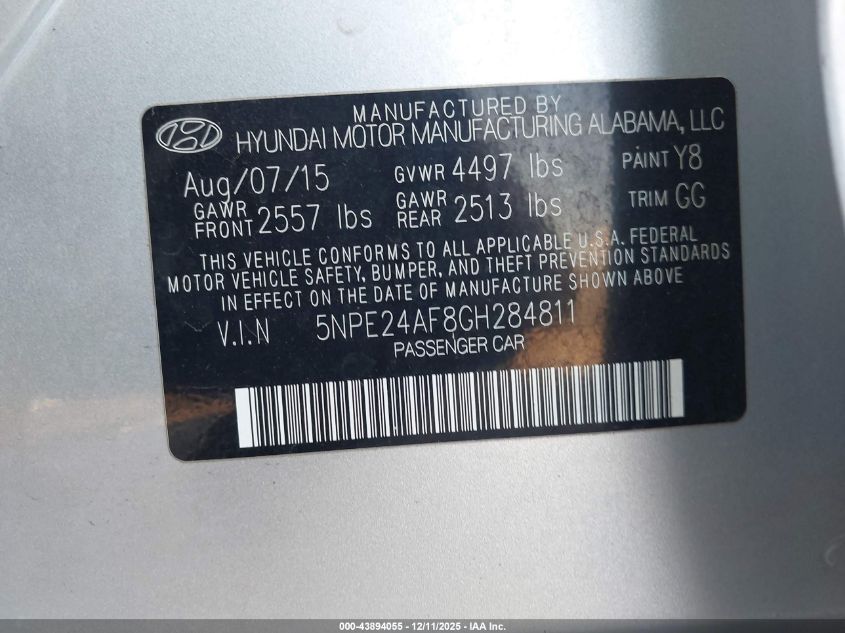 MANUFACTURED BY
HYUNDAI MOTOR MANUFACTURING ALABAMA, LLC
Aug/07/15 GVWR 4497 lbs PAINT Y8
GAWR FRONT 2557 lbs GAWR REAR 2513 lbs TRIM GG
THIS VEHICLE CONFORMS TO ALL APPLICABLE U.S.A. FEDERAL
MOTOR VEHICLE SAFETY, BUMPER, AND THEFT PREVENTION STANDARDS
IN EFFECT ON THE DATE OF MANUFACTURE SHOWN ABOVE
V.I.N 5NPE24AF8GH284811
PASSENGER CAR
000-43894055 - 12/11/2025 - IAA Inc.